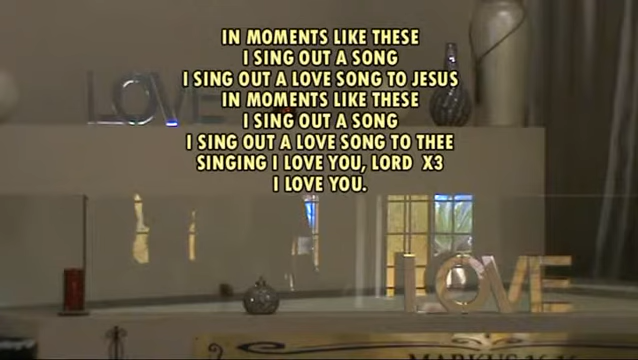 IN MOMENTS LIKE THESE
I SING OUT A SONG
I SING OUT A LOVE SONG TO JESUS
IN MOMENTS LIKE THESE
I SING OUT A SONG
I SING OUT A LOVE SONG TO THEE
SINGING I LOVE YOU, LORD X3
I LOVE YOU.
LOVE
LOVE